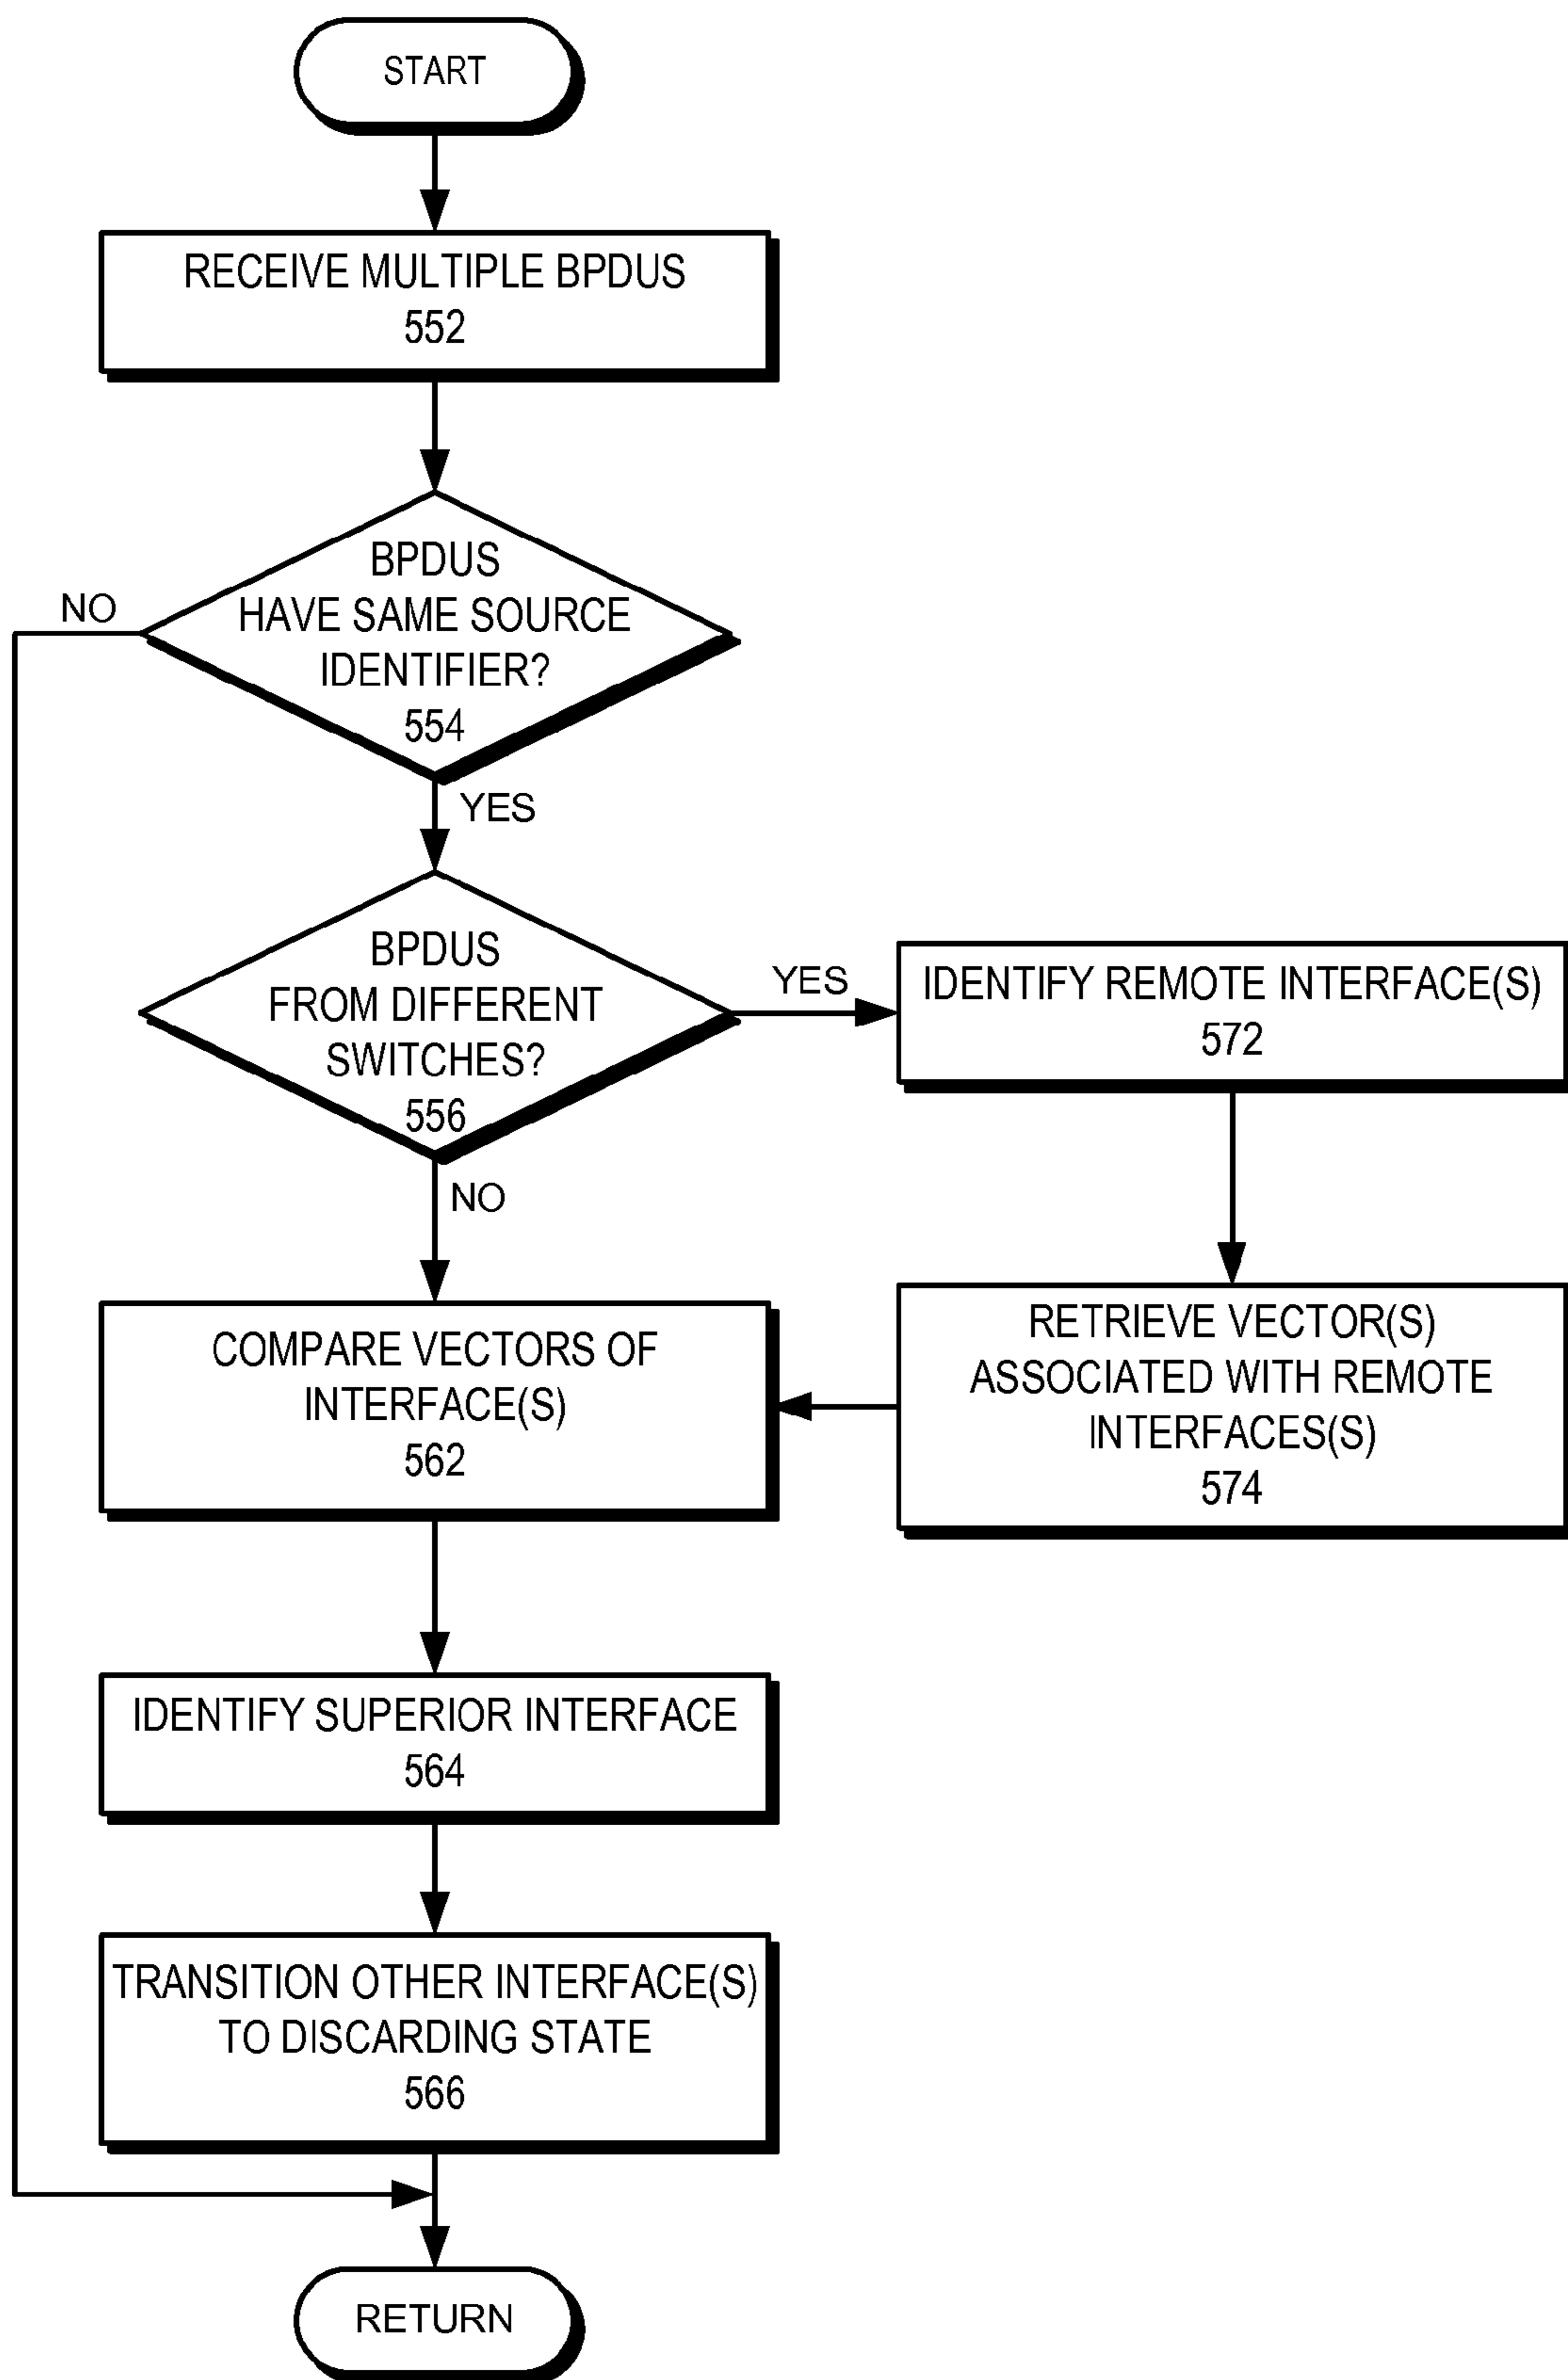 START
RECEIVE MULTIPLE BPDUS
552
BPDUS
HAVE SAME SOURCE
IDENTIFIER?
554
NO
YES
BPDUS
FROM DIFFERENT
SWITCHES?
556
YES
NO
IDENTIFY REMOTE INTERFACE(S)
572
RETRIEVE VECTOR(S)
ASSOCIATED WITH REMOTE
INTERFACES(S)
574
COMPARE VECTORS OF
INTERFACE(S)
562
IDENTIFY SUPERIOR INTERFACE
564
TRANSITION OTHER INTERFACE(S)
TO DISCARDING STATE
566
RETURN